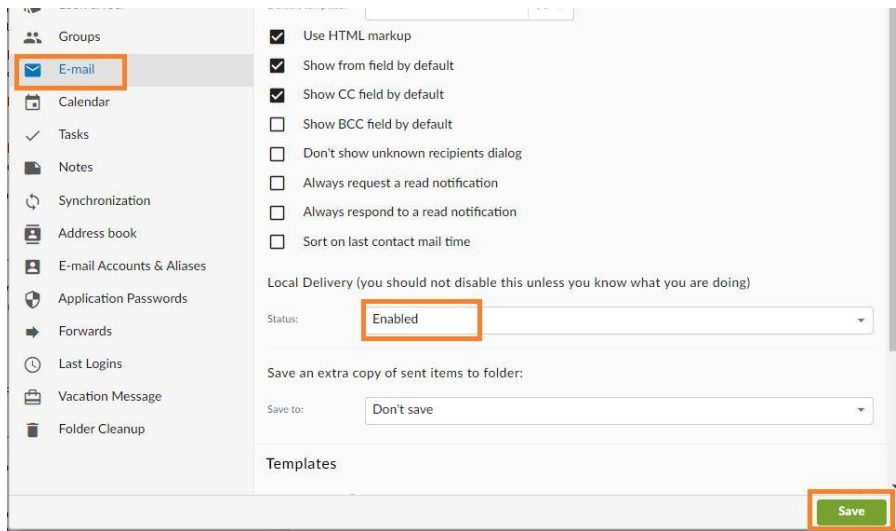 Groups
E-mail
Calendar
Tasks
Notes
Synchronization
Address book
E-mail Accounts & Aliases
Application Passwords
Forwards
Last Logins
Vacation Message
Folder Cleanup
Use HTML markup
Show from field by default
Show CC field by default
Show BCC field by default
Don't show unknown recipients dialog
Always request a read notification
Always respond to a read notification
Sort on last contact mail time
Local Delivery (you should not disable this unless you know what you are doing)
Status: Enabled
Save an extra copy of sent items to folder:
Save to: Don't save
Templates
Save